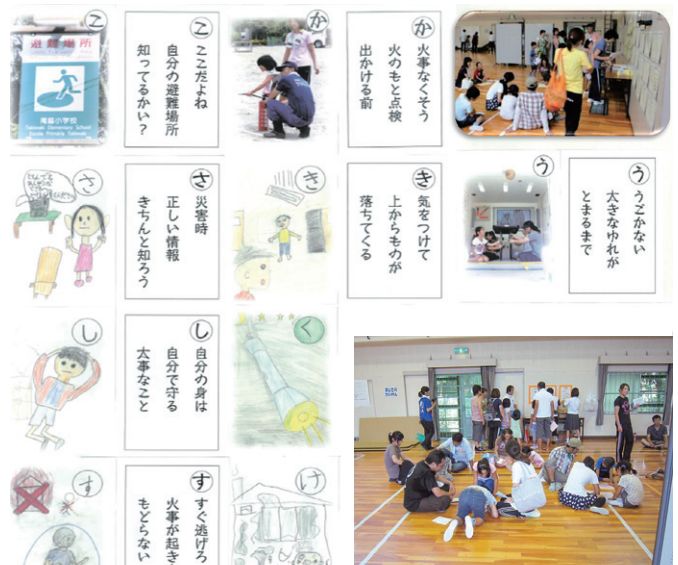 こ
避難場所
尾脇小学校
こ
ここだよね
自分の避難場所
知ってるかい？
か
か
火事なくそう
火のもと点検
出かける前
さ
さ
災害時
正しい情報
きちんと知ろう
き
き
気をつけて
上からものが
落ちてくる
う
う
うごかない
大きなゆれが
とまるまで
し
し
自分の身は
自分で守る
大事なこと
く
す
す
すぐ逃げろ
火事が起き
もどらない
け